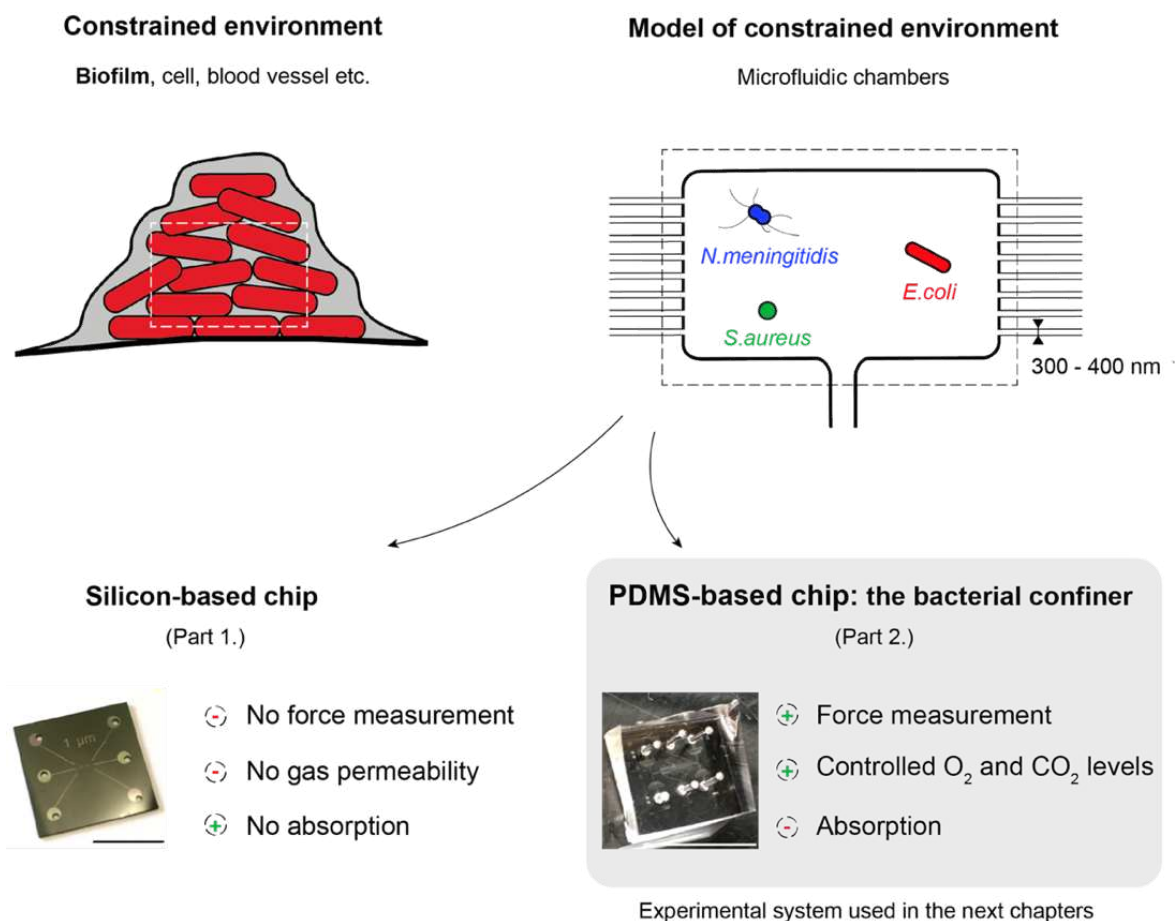 Constrained environment
Biofilm, cell, blood vessel etc.
Model of constrained environment
Microfluidic chambers
N.meningitidis
E.coli
S.aureus
300 - 400 nm
Silicon-based chip
(Part 1.)
1 µm
- No force measurement
- No gas permeability
+ No absorption
PDMS-based chip: the bacterial confiner
(Part 2.)
+ Force measurement
+ Controlled O₂ and CO₂ levels
- Absorption
Experimental system used in the next chapters